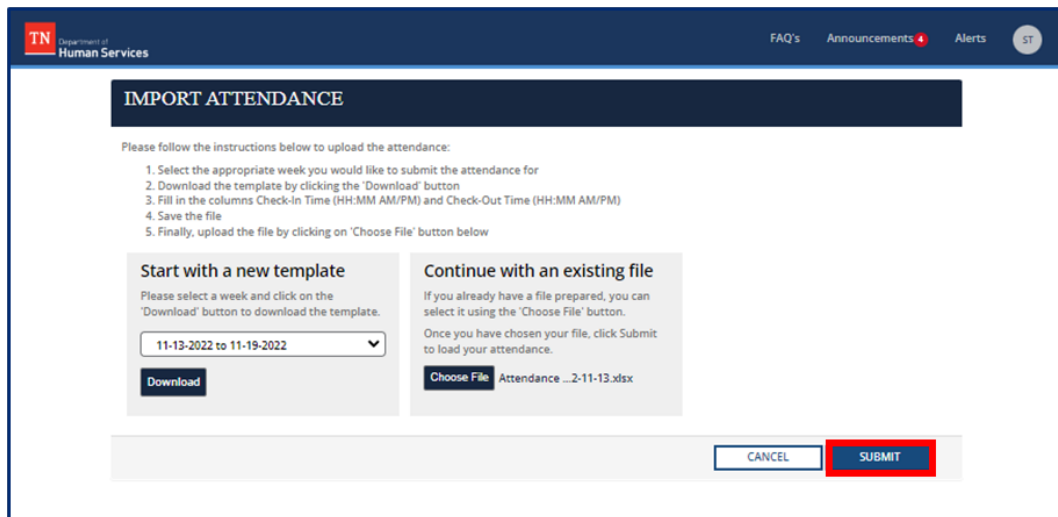 TN
Department of
Human Services
FAQ's
Announcements 4
Alerts
ST
IMPORT ATTENDANCE
Please follow the instructions below to upload the attendance:
1. Select the appropriate week you would like to submit the attendance for
2. Download the template by clicking the 'Download' button
3. Fill in the columns Check-In Time (HH:MM AM/PM) and Check-Out Time (HH:MM AM/PM)
4. Save the file
5. Finally, upload the file by clicking on 'Choose File' button below
Start with a new template
Please select a week and click on the
'Download' button to download the template.
11-13-2022 to 11-19-2022
Download
Continue with an existing file
If you already have a file prepared, you can
select it using the 'Choose File' button.
Once you have chosen your file, click Submit
to load your attendance.
Choose File Attendance ...2-11-13.xlsx
CANCEL
SUBMIT